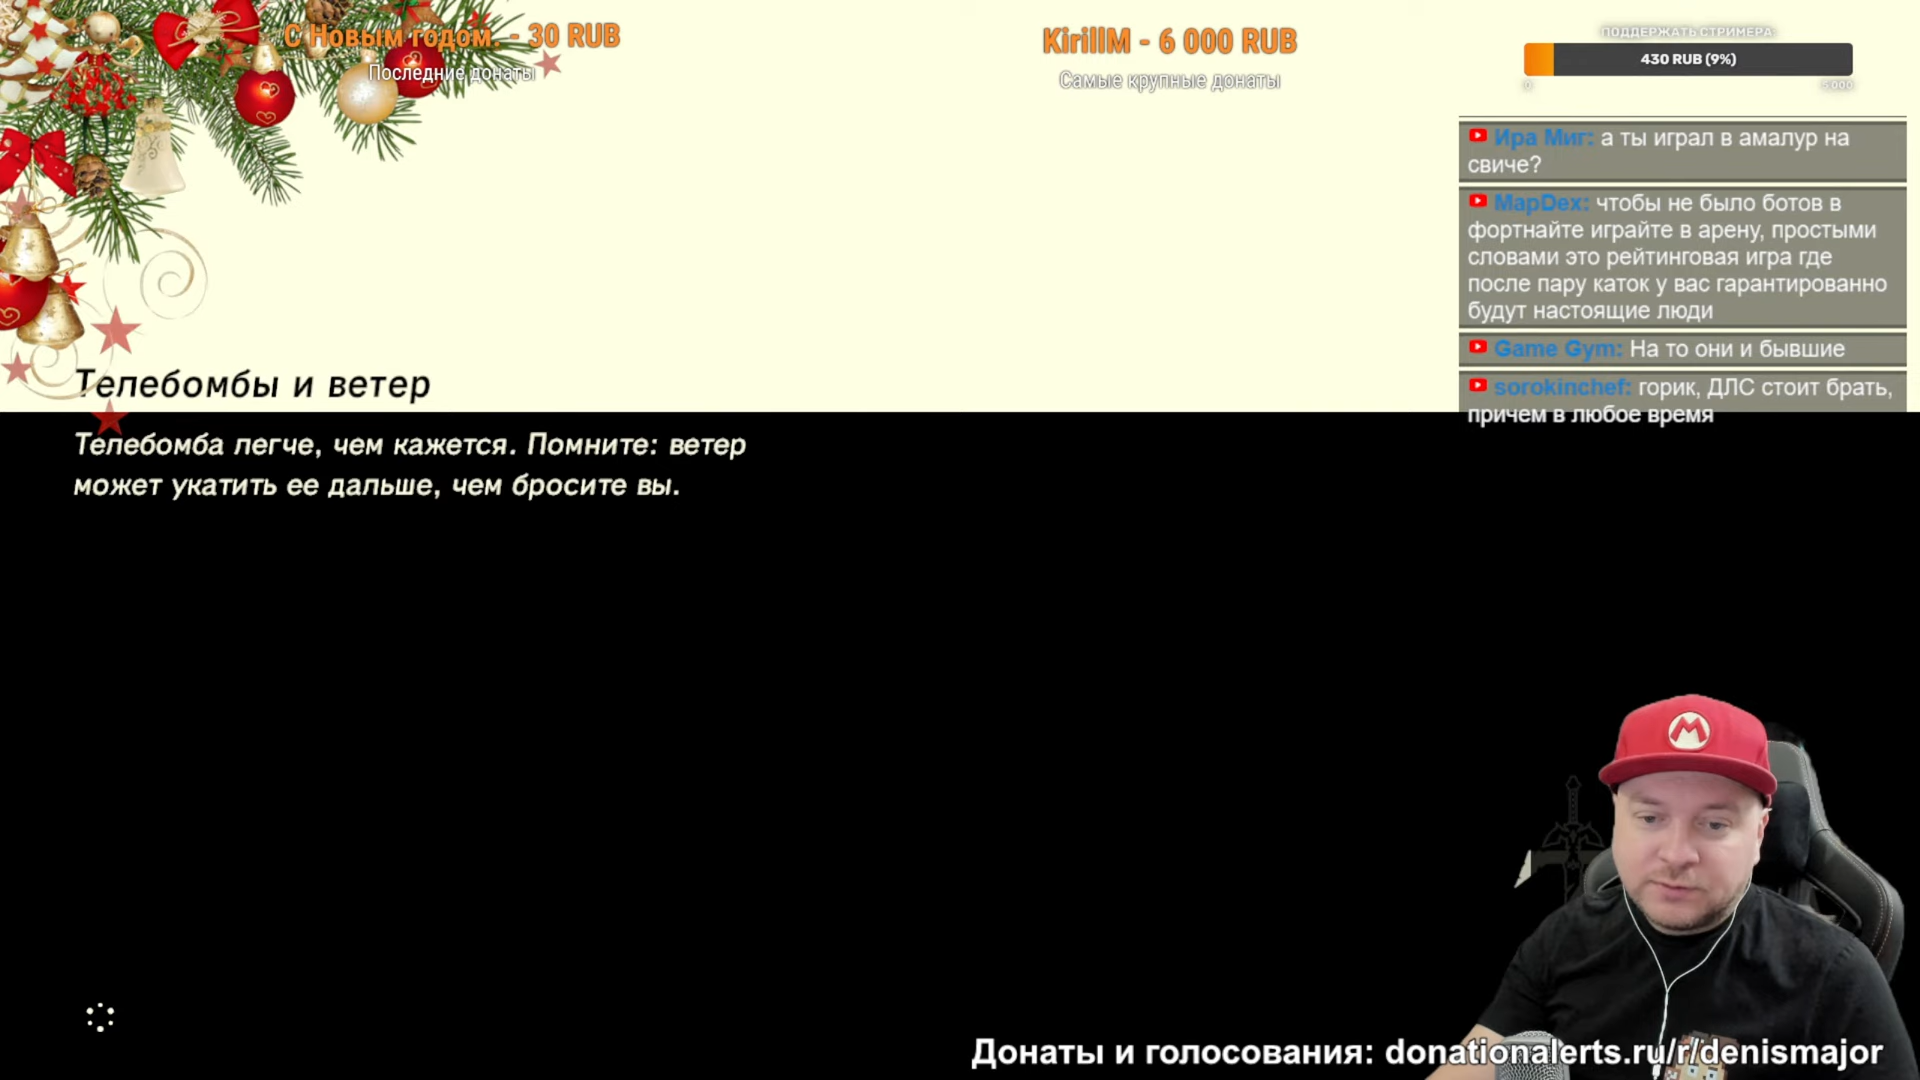 С Новым годом. - 30 RUB
Последние донаты
KirillM - 6 000 RUB
Самые крупные донаты
ПОДДЕРЖАТЬ СТРИМЕРА:
430 RUB (9%)
0
5 000
Ира Миг: а ты играл в амалур на
свиче?
MapDex: чтобы не было ботов в
фортнайте играйте в арену, простыми
словами это рейтинговая игра где
после пару каток у вас гарантированно
будут настоящие люди
Game Gym: На то они и бывшие
sorokinchef: горик, ДЛС стоит брать,
причем в любое время
Телебомбы и ветер
Телебомба легче, чем кажется. Помните: ветер
может укатить ее дальше, чем бросите вы.
M
Донаты и голосования: donationalerts.ru/r/denismajor